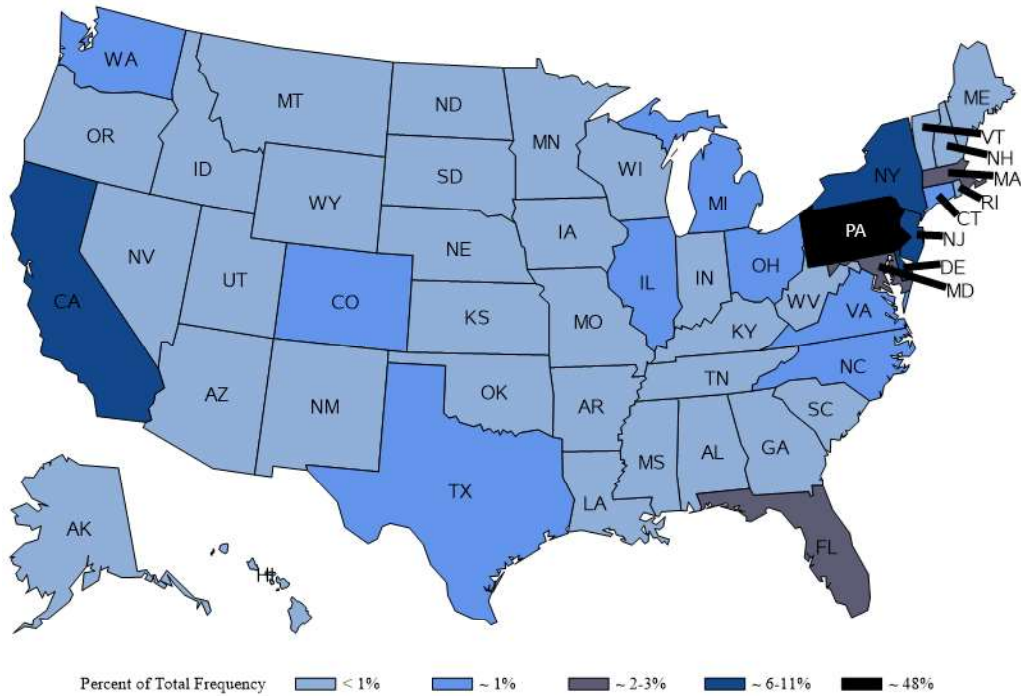 WA
ME
MT
ND
VT
OR
MN
NH
ID
SD
WI
NY
MA
WY
MI
RI
CT
IA
PA
NJ
NE
NV
OH
DE
UT
IL
IN
MD
CA
CO
WV
VA
KS
MO
KY
NC
TN
AZ
OK
NM
AR
SC
MS
AL
GA
TX
LA
AK
FL
HI
Percent of Total Frequency < 1% ~ 1% ~ 2-3% ~ 6-11% ~ 48%